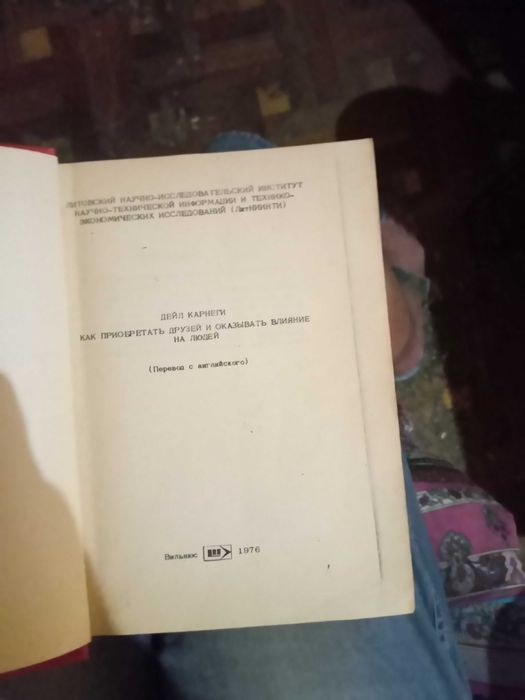 ЛИТОВСКИЙ НАУЧНО-ИССЛЕДОВАТЕЛЬСКИЙ ИНСТИТУТ
НАУЧНО-ТЕХНИЧЕСКОЙ ИНФОРМАЦИИ И ТЕХНИКО-
ЭКОНОМИЧЕСКИХ ИССЛЕДОВАНИЙ (ЛитНИИНТИ)
ДЕЙЛ КАРНЕГИ
КАК ПРИОБРЕТАТЬ ДРУЗЕЙ И ОКАЗЫВАТЬ ВЛИЯНИЕ
НА ЛЮДЕЙ
(Перевод с английского)
Вильнюс 1976